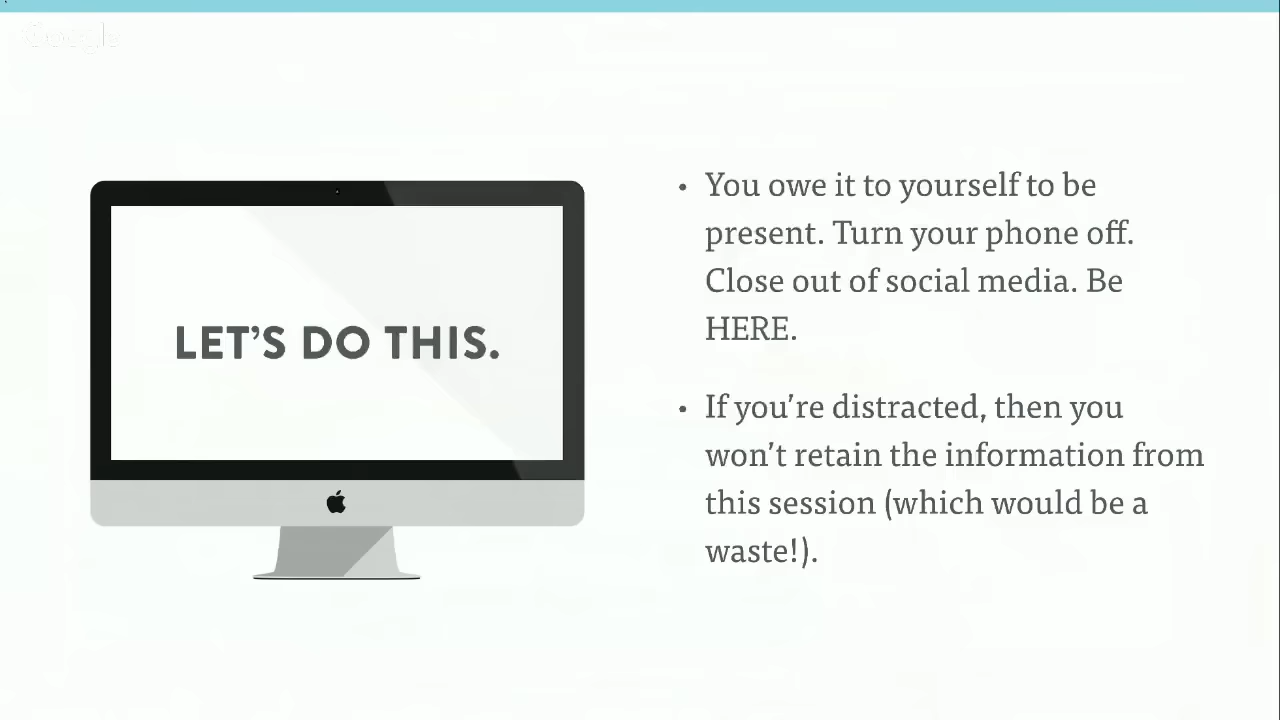 Google
LET'S DO THIS.
• You owe it to yourself to be
present. Turn your phone off.
Close out of social media. Be
HERE.
• If you're distracted, then you
won't retain the information from
this session (which would be a
waste!).